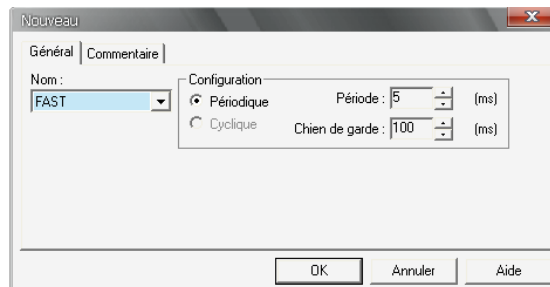 Nouveau
Général Commentaire
Nom : Configuration
FAST Périodique Période : 5 (ms)
Cyclique Chien de garde : 100 (ms)
OK Annuler Aide